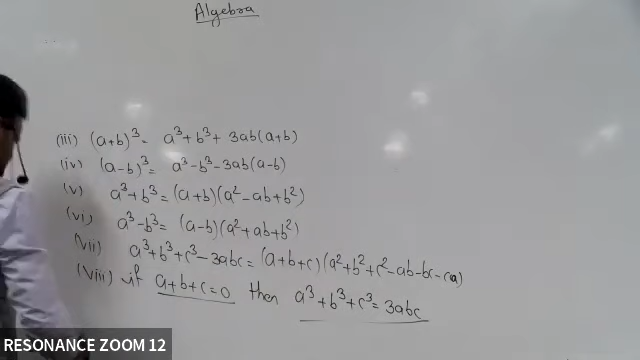 Algebra
(iii) (a+b)³ = a³+b³+ 3ab(a+b)
(iv) (a-b)³ = a³-b³-3ab(a-b)
(v) a³+b³ = (a+b)(a²-ab+b²)
(vi) a³-b³ = (a-b)(a²+ab+b²)
(vii) a³+b³+c³-3abc = (a+b+c)(a²+b²+c²-ab-bc-ca)
(viii) if a+b+c=0 then a³+b³+c³=3abc
RESONANCE ZOOM 12